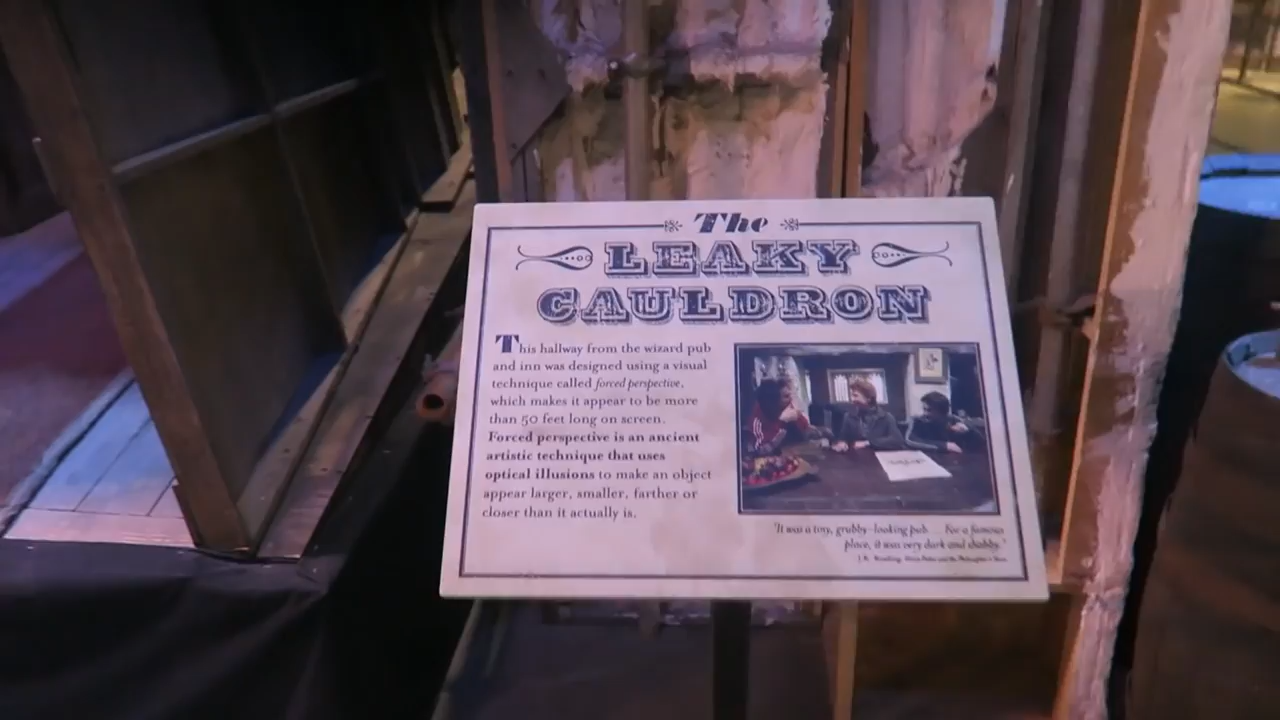 The
LEAKY
CAULDRON
This hallway from the wizard pub
and inn was designed using a visual
technique called forced perspective,
which makes it appear to be more
than 50 feet long on screen.
Forced perspective is an ancient
artistic technique that uses
optical illusions to make an object
appear larger, smaller, farther or
closer than it actually is.
"It was a tiny, grubby-looking pub... For a famous
place, it was very dark and shabby."
J.K. Rowling, Harry Potter and the Philosopher's Stone